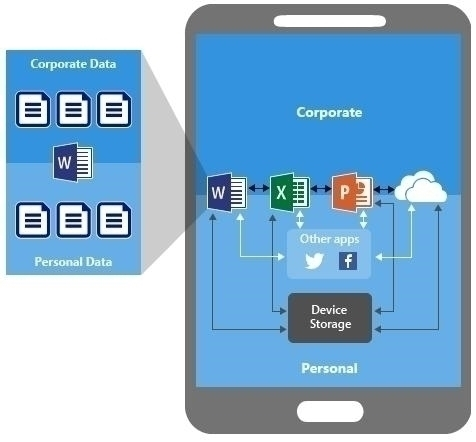 Corporate Data
W
Personal Data
Corporate
W
X
P
Other apps
f
Device
Storage
Personal